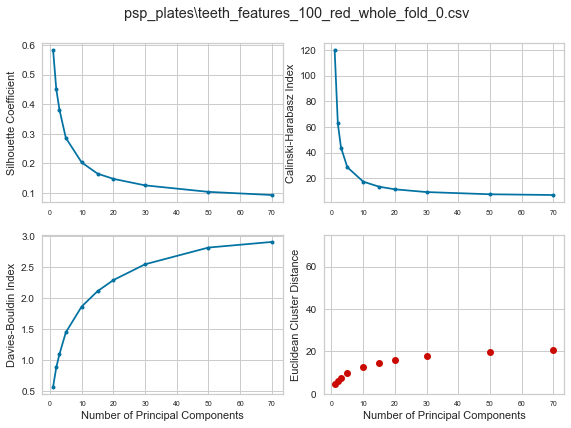 psp_plates\teeth_features_100_red_whole_fold_0.csv
Silhouette Coefficient
0.6
0.5
0.4
0.3
0.2
0.1
0 10 20 30 40 50 60 70
Calinski-Harabasz Index
120
100
80
60
40
20
0 10 20 30 40 50 60 70
Davies-Bouldin Index
3.0
2.5
2.0
1.5
1.0
0.5
0 10 20 30 40 50 60 70
Number of Principal Components
Euclidean Cluster Distance
60
40
20
0
0 10 20 30 40 50 60 70
Number of Principal Components